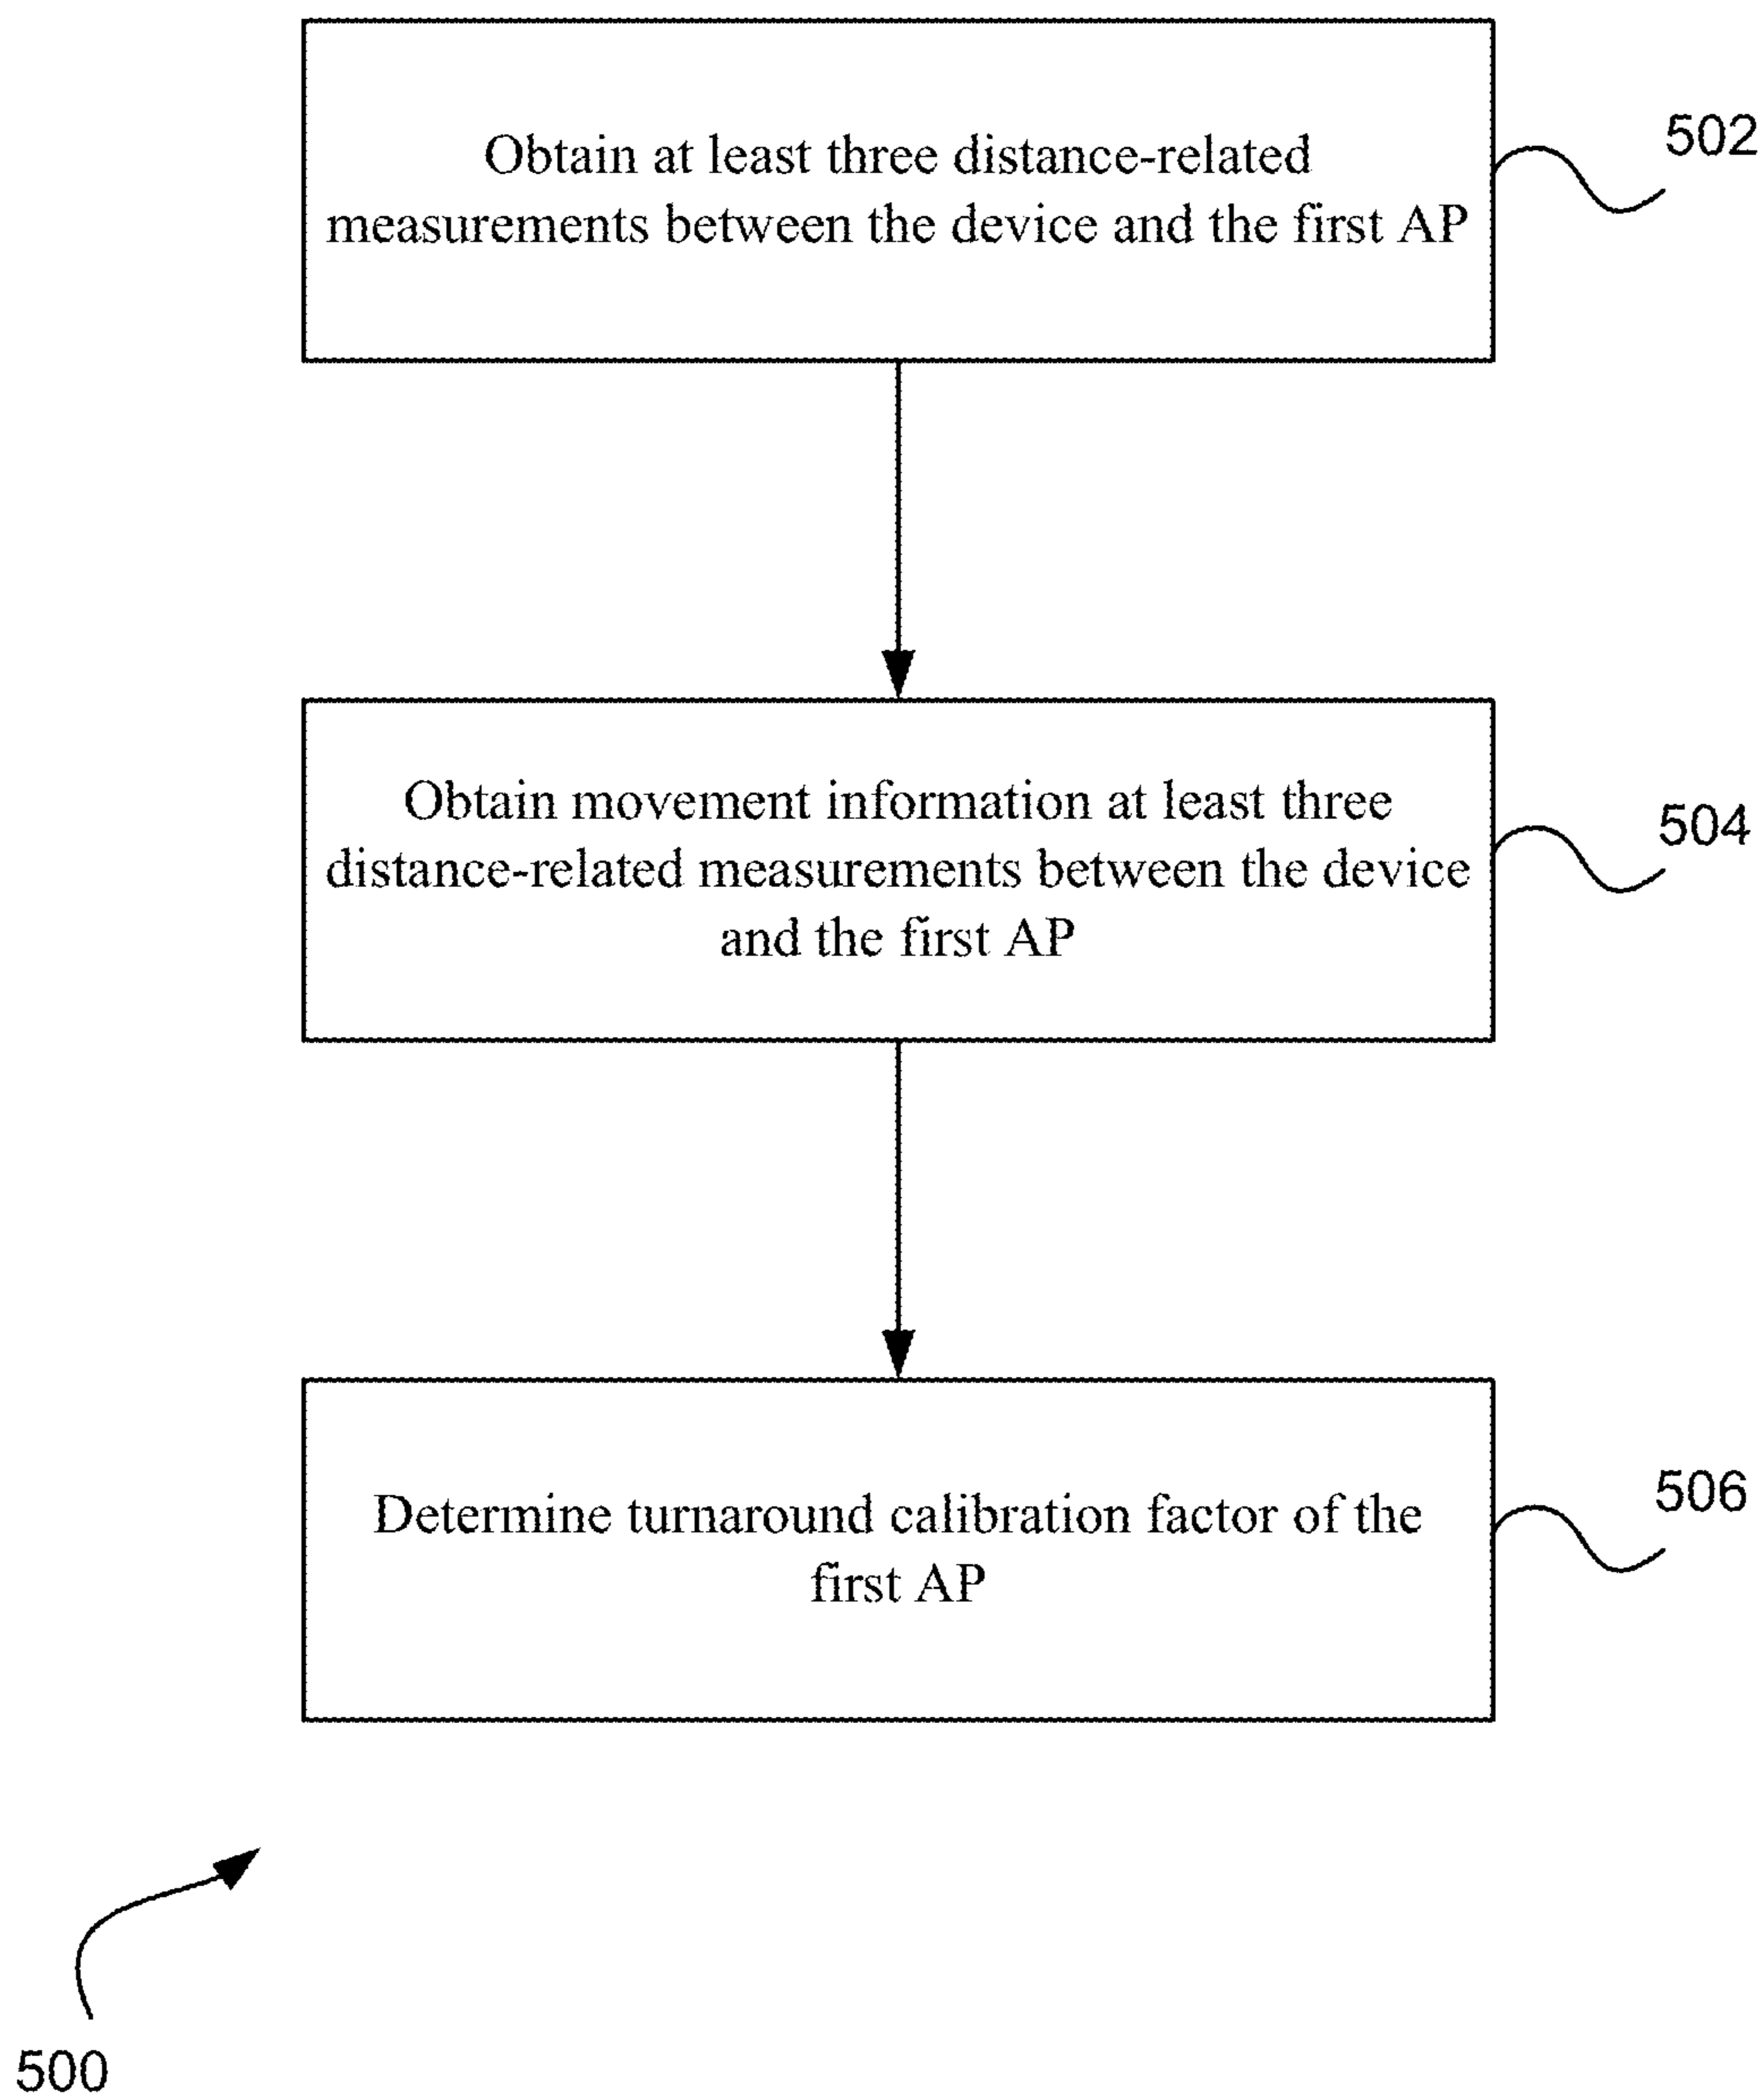 Obtain at least three distance-related
measurements between the device and the first AP
502
Obtain movement information at least three
distance-related measurements between the device
and the first AP
504
Determine turnaround calibration factor of the
first AP
506
500